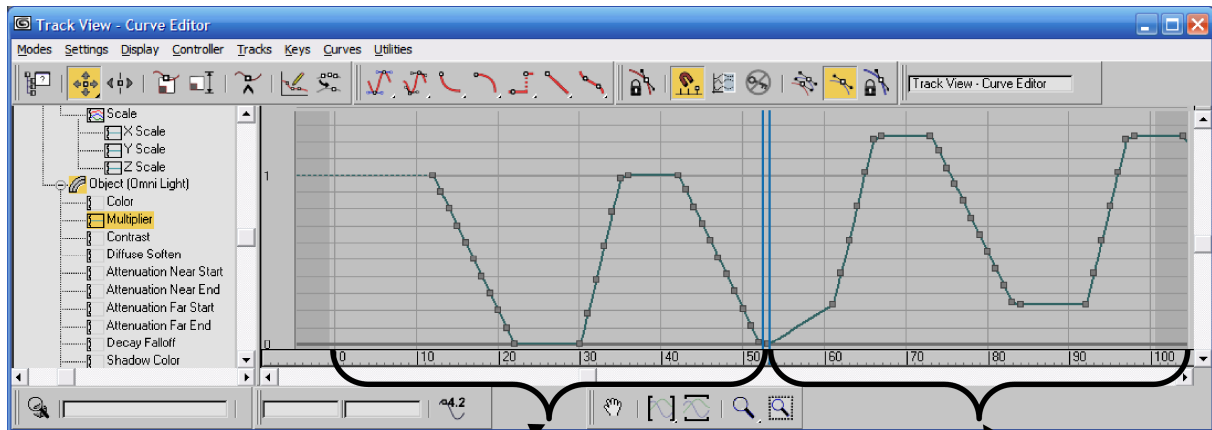 Track View - Curve Editor
Modes Settings Display Controller Tracks Keys Curves Utilities
Track View - Curve Editor
Scale
X Scale
Y Scale
Z Scale
Object (Omni Light)
Color
Multiplier
Contrast
Diffuse Soften
Attenuation Near Start
Attenuation Near End
Attenuation Far Start
Attenuation Far End
Decay Falloff
Shadow Color
1
0
0 10 20 30 40 50 60 70 80 90 100
4.2